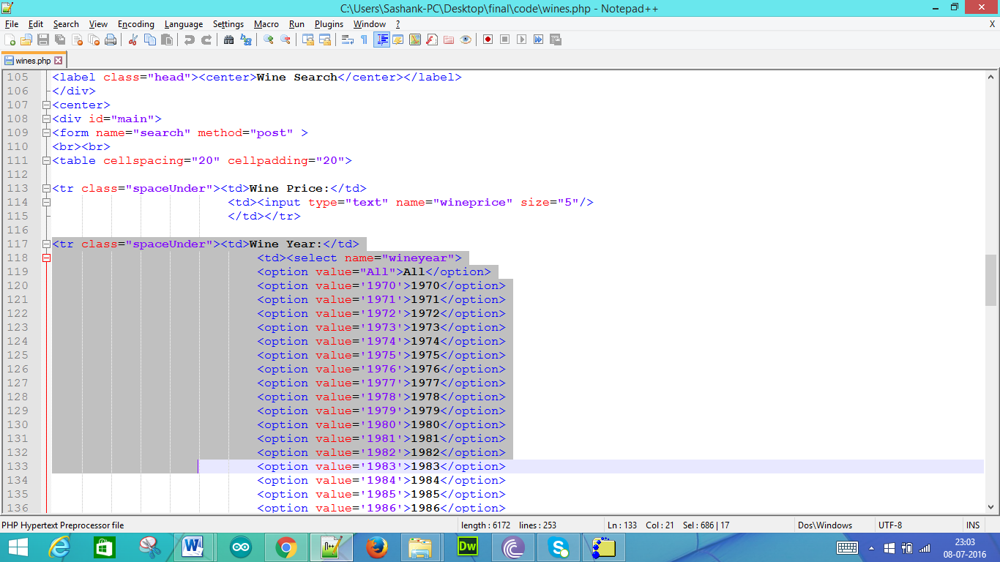 C:\Users\Sashank-PC\Desktop\final\code\wines.php - Notepad++
File Edit Search View Encoding Language Settings Macro Run Plugins Window ? X
wines.php
105 <label class="head"><center>Wine Search</center></label>
106 </div>
107 <center>
108 <div id="main">
109 <form name="search" method="post" >
110 <br><br>
111 <table cellspacing="20" cellpadding="20">
112
113 <tr class="spaceUnder"><td>Wine Price:</td>
114 <td><input type="text" name="wineprice" size="5"/>
115 </td></tr>
116
117 <tr class="spaceUnder"><td>Wine Year:</td>
118 <td><select name="wineyear">
119 <option value="All">All</option>
120 <option value='1970'>1970</option>
121 <option value='1971'>1971</option>
122 <option value='1972'>1972</option>
123 <option value='1973'>1973</option>
124 <option value='1974'>1974</option>
125 <option value='1975'>1975</option>
126 <option value='1976'>1976</option>
127 <option value='1977'>1977</option>
128 <option value='1978'>1978</option>
129 <option value='1979'>1979</option>
130 <option value='1980'>1980</option>
131 <option value='1981'>1981</option>
132 <option value='1982'>1982</option>
133 <option value='1983'>1983</option>
134 <option value='1984'>1984</option>
135 <option value='1985'>1985</option>
136 <option value='1986'>1986</option>
PHP Hypertext Preprocessor file length : 6172 lines : 253 Ln : 133 Col : 21 Sel : 686 | 17 Dos\Windows UTF-8 INS
Dw
23:03
08-07-2016